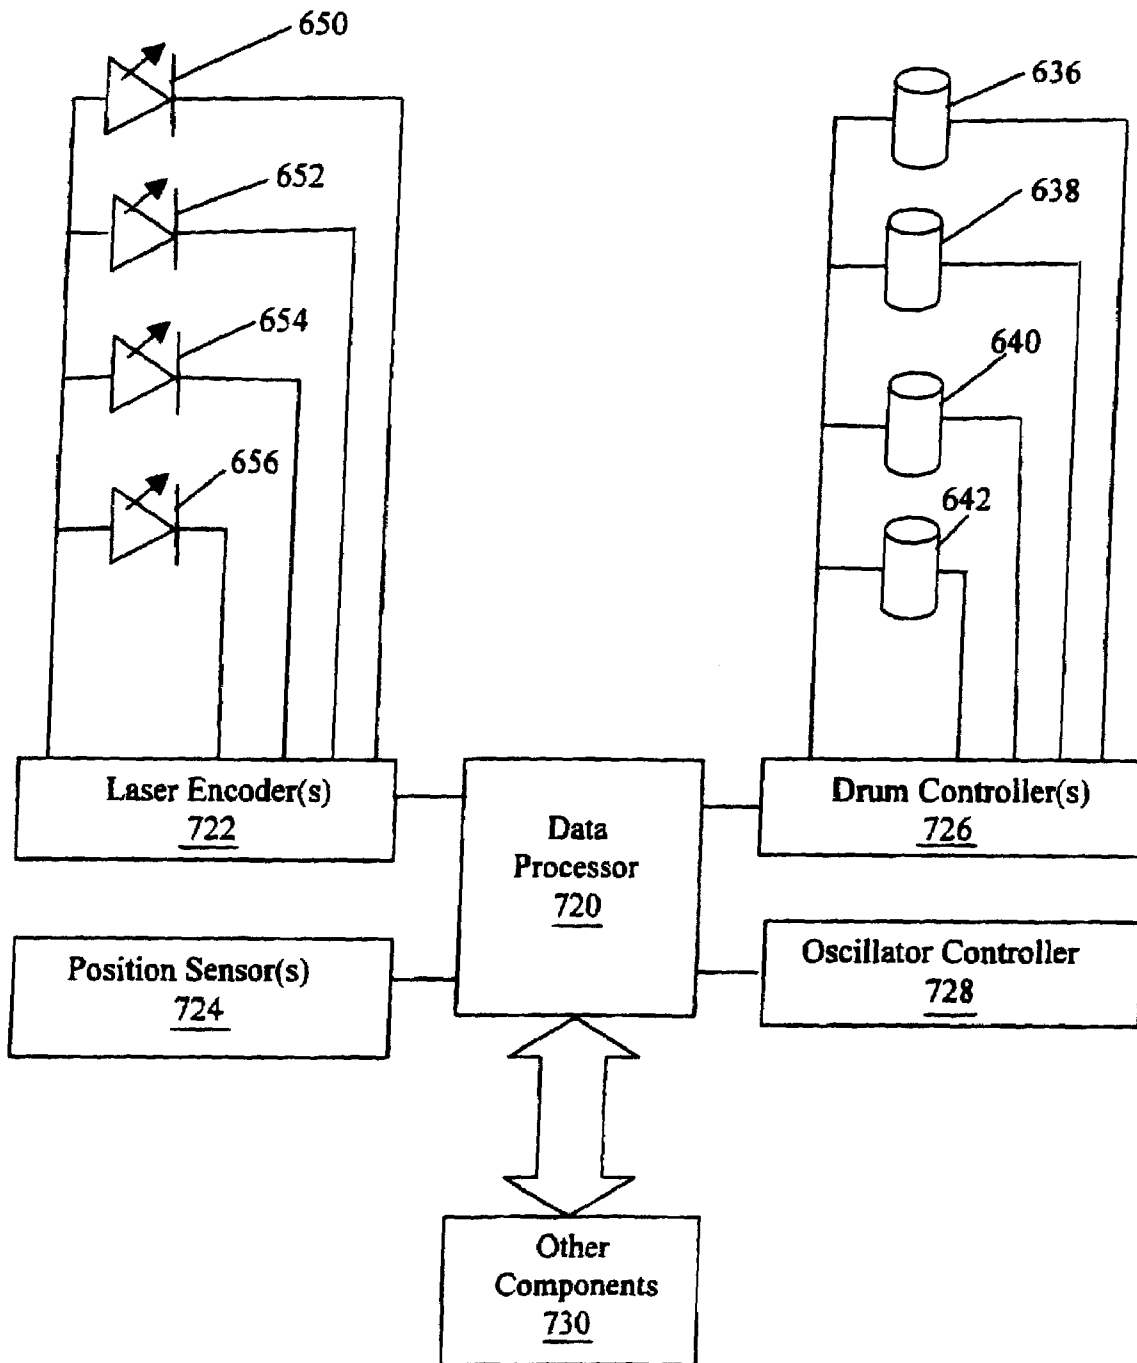 650
652
654
656
636
638
640
642
Laser Encoder(s)
722
Data
Processor
720
Drum Controller(s)
726
Position Sensor(s)
724
Oscillator Controller
728
Other
Components
730